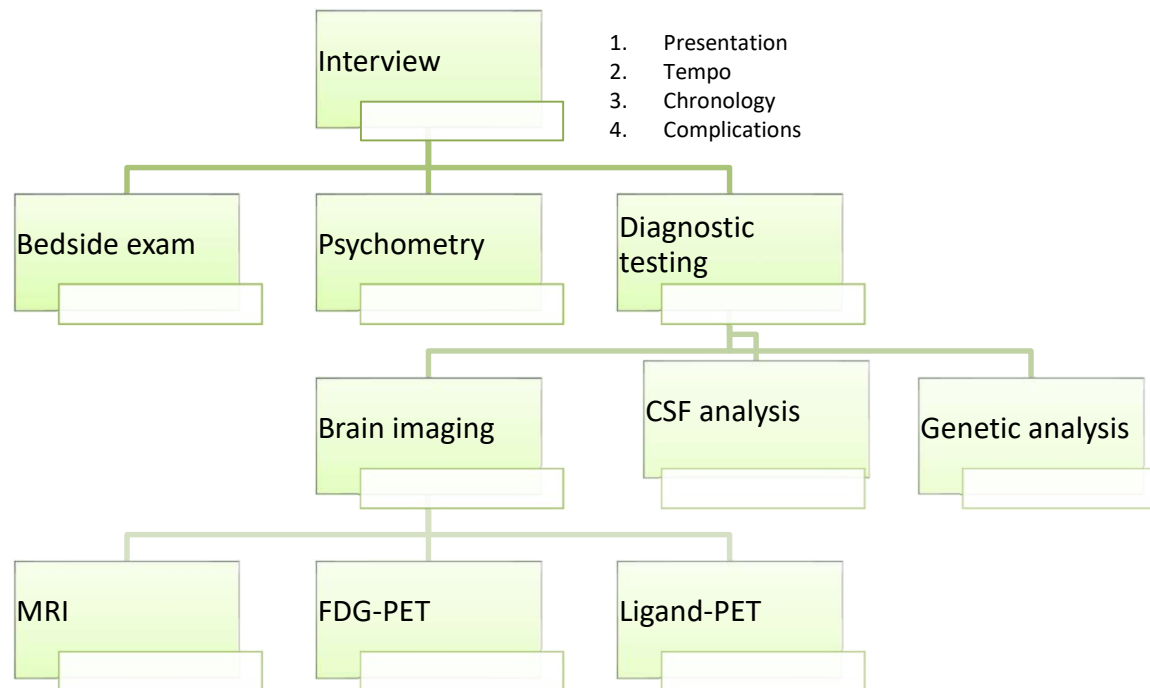 Interview
1. Presentation
2. Tempo
3. Chronology
4. Complications
Bedside exam
Psychometry
Diagnostic
testing
Brain imaging
CSF analysis
Genetic analysis
MRI
FDG-PET
Ligand-PET